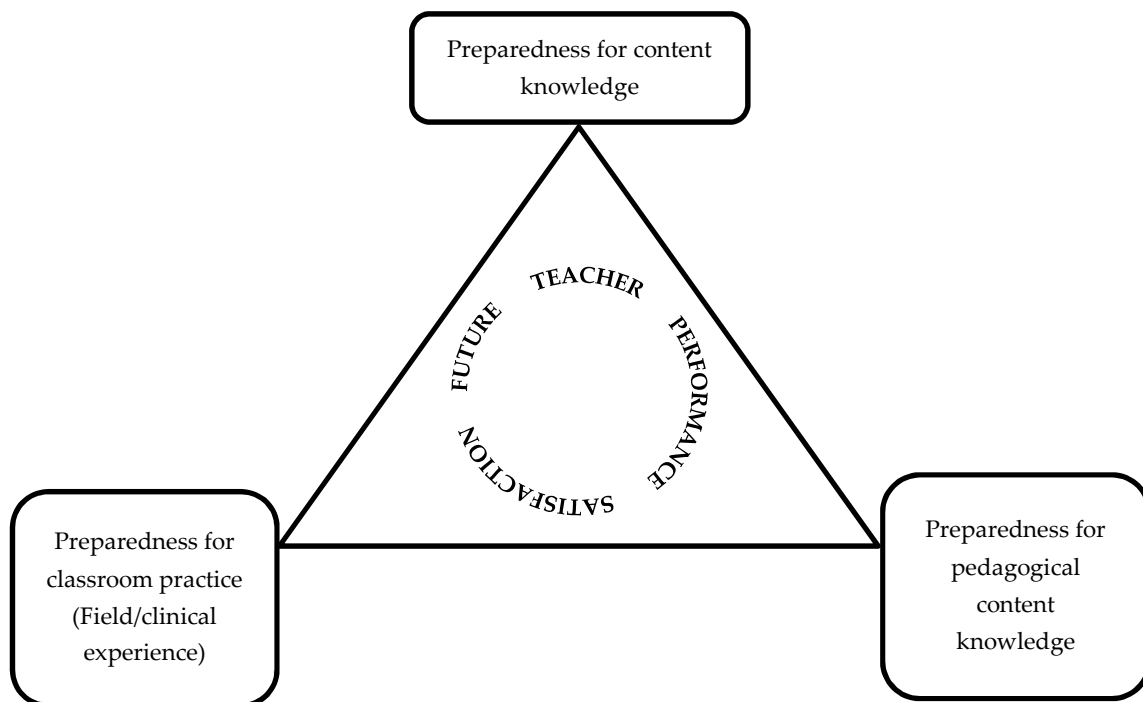 Preparedness for content
knowledge
FUTURE TEACHER PERFORMANCE SATISFACTION
Preparedness for
classroom practice
(Field/clinical
experience)
Preparedness for
pedagogical
content
knowledge